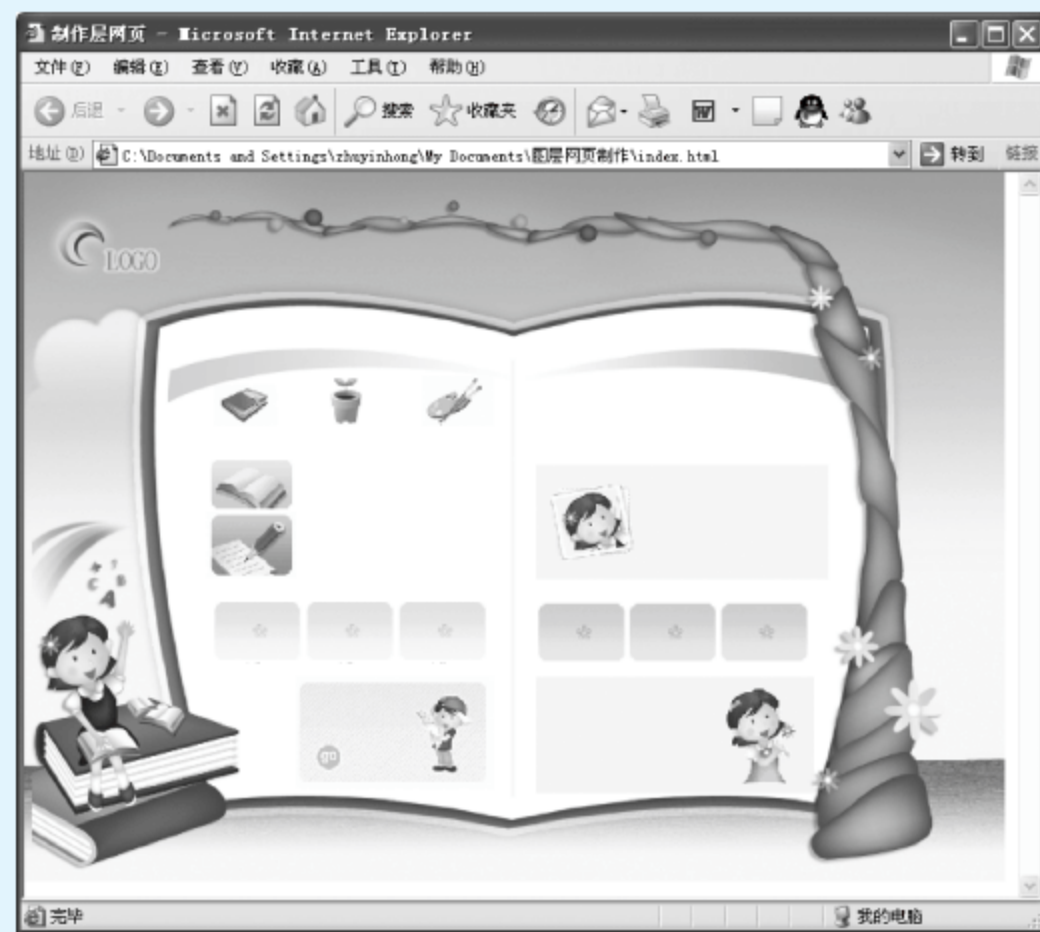 制作层网页 - Microsoft Internet Explorer
文件(F) 编辑(E) 查看(V) 收藏(A) 工具(T) 帮助(H)
后退 搜索 收藏夹 W
地址(D) C:\Documents and Settings\zhuyinhong\My Documents\图层网页制作\index.html 转到 链接
LOGO
A
go
完毕 我的电脑